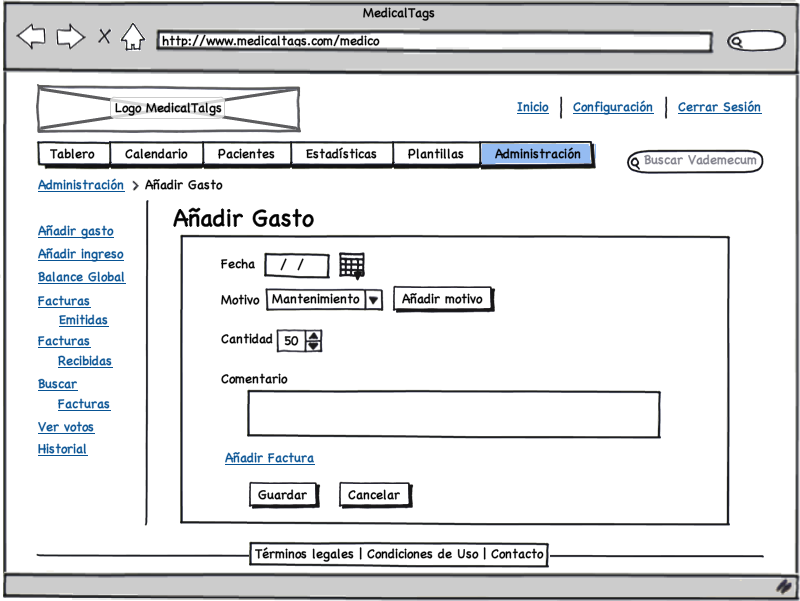 MedicalTags
http://www.medicaltags.com/medico
Logo MedicalTalgs
Inicio | Configuración | Cerrar Sesión
Tablero Calendario Pacientes Estadísticas Plantillas Administración
Buscar Vademecum
Administración > Añadir Gasto
Añadir gasto
Añadir ingreso
Balance Global
Facturas
Emitidas
Facturas
Recibidas
Buscar
Facturas
Ver votos
Historial
Añadir Gasto
Fecha / /
Motivo Mantenimiento Añadir motivo
Cantidad 50
Comentario
Añadir Factura
Guardar Cancelar
Términos legales | Condiciones de Uso | Contacto